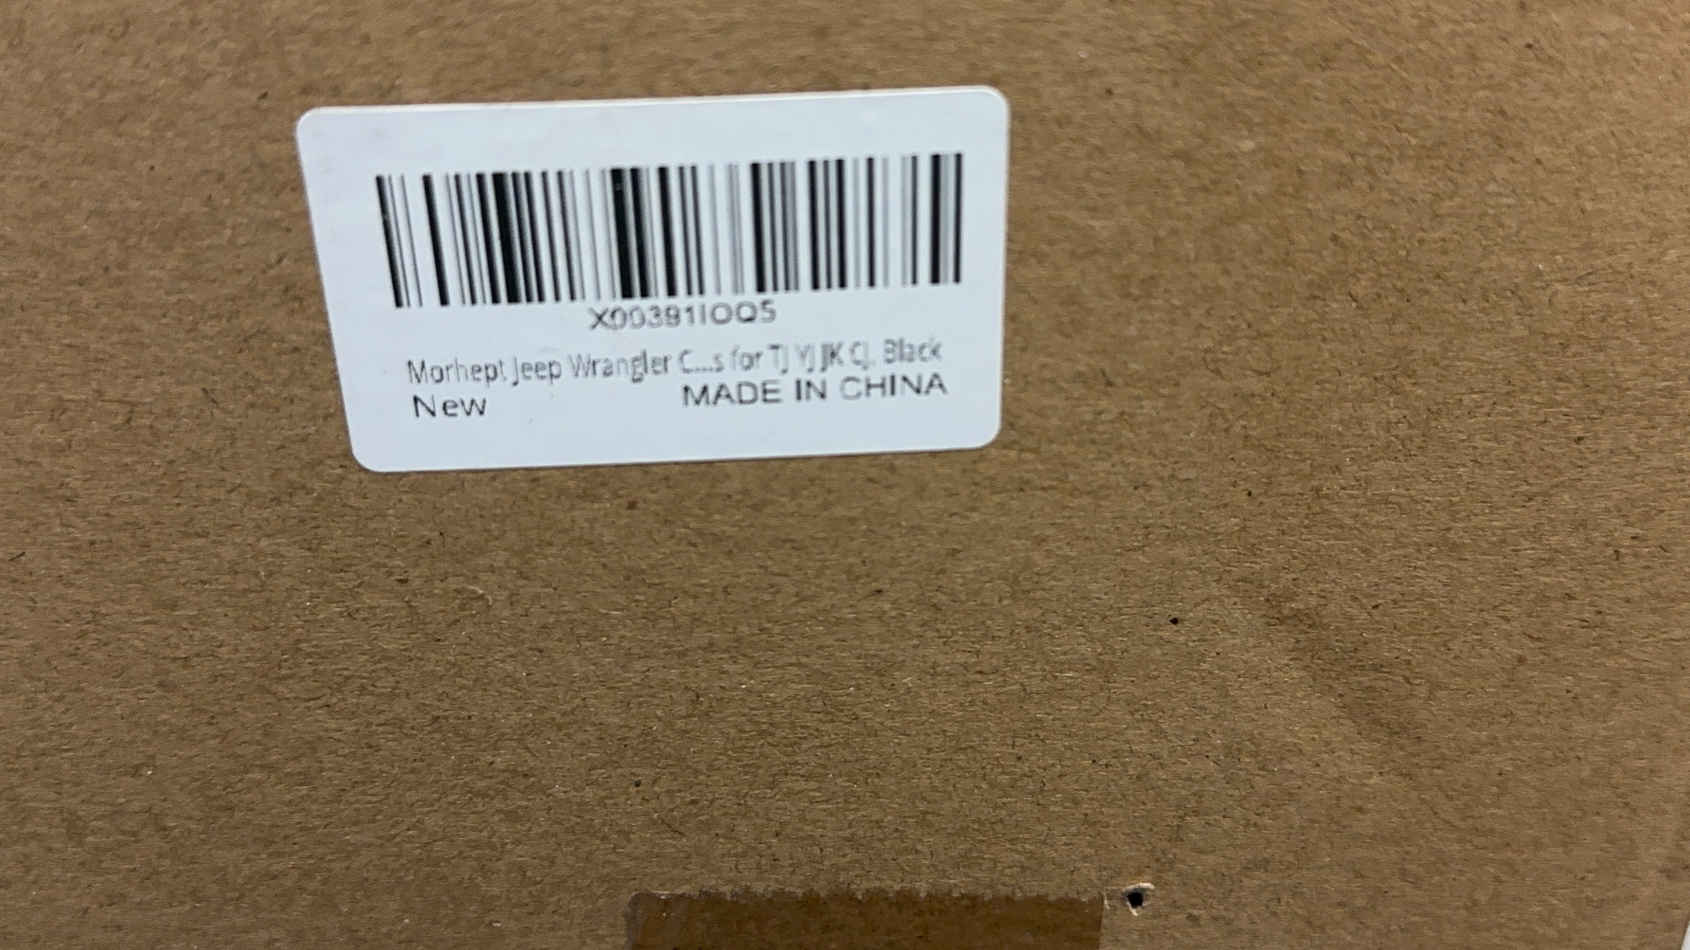 X00391IOQ5
Morhept Jeep Wrangler C...s for TJ YJ JK CJ, Black
New MADE IN CHINA